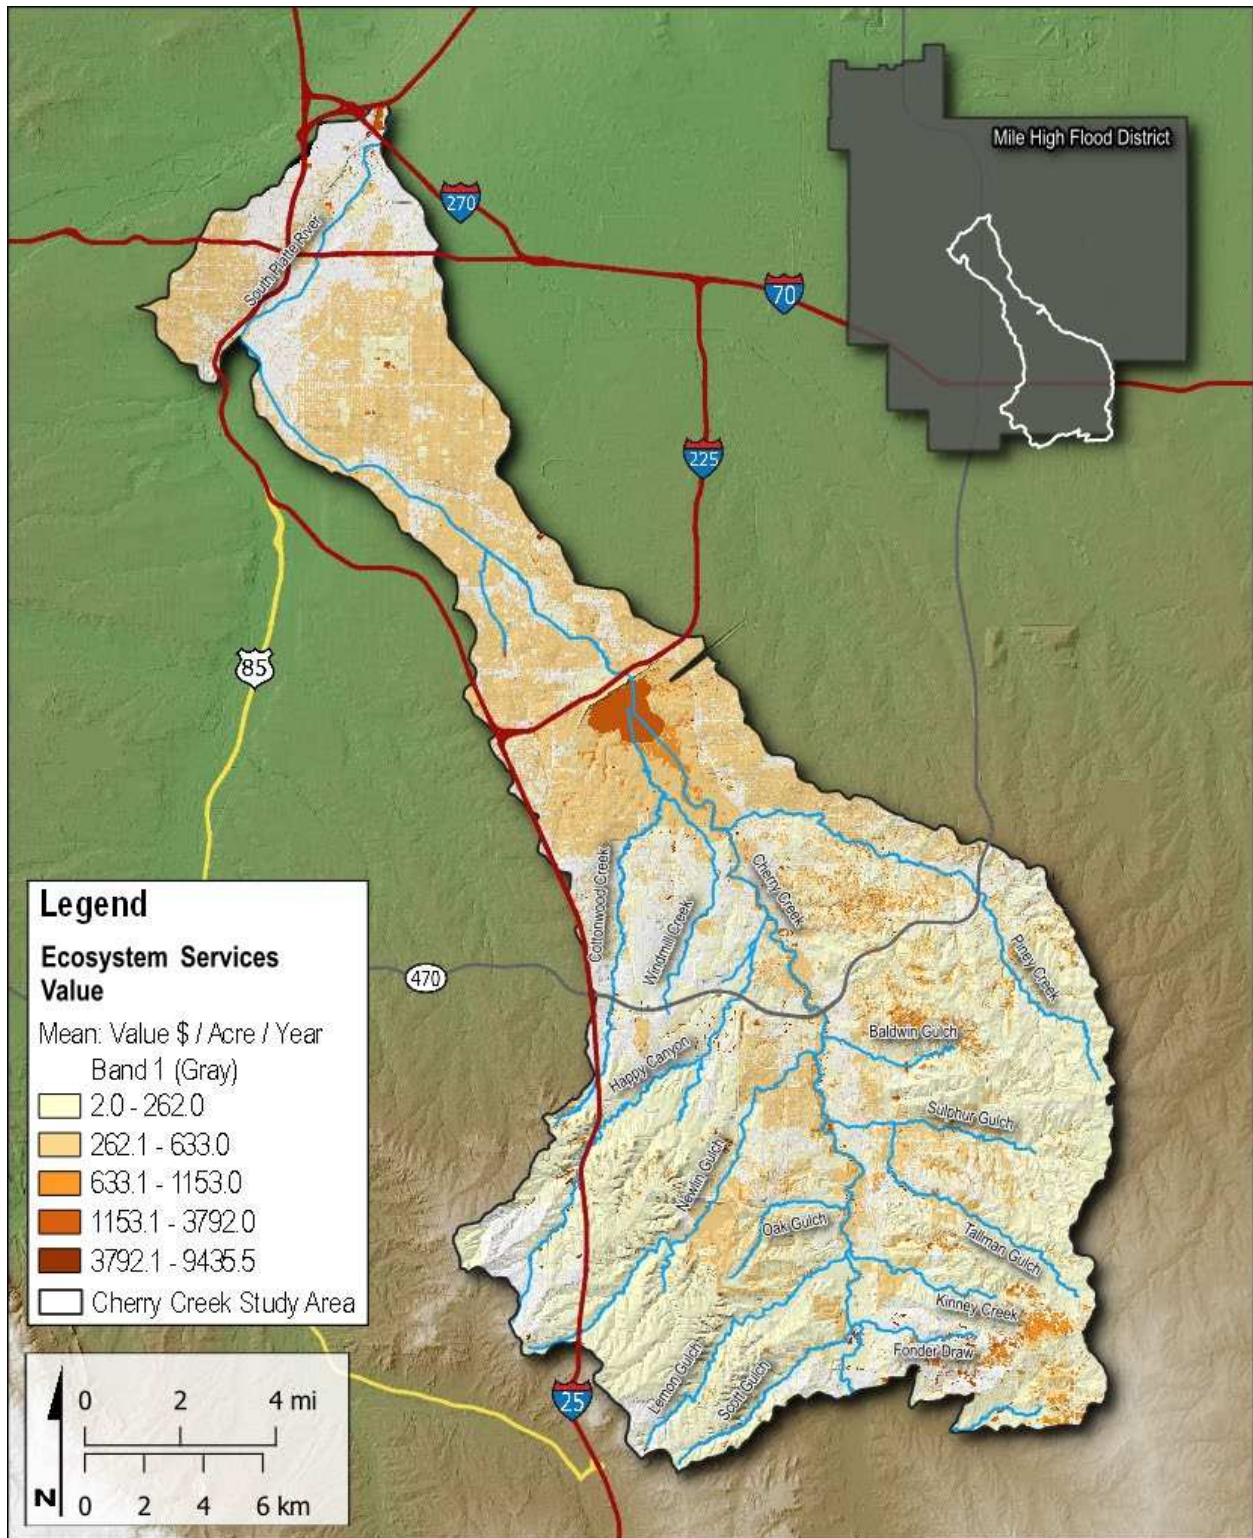 Mile High Flood District
270
South Platte River
70
225
85
Cherry Creek
Cottonwood Creek
Windmill Creek
Piney Creek
470
Baldwin Gulch
Happy Canyon
Sulphur Gulch
Newlin Gulch
Oak Gulch
Tallman Gulch
Kinney Creek
Fonder Draw
Lemon Gulch
Scott Gulch
25
Legend
Ecosystem Services
Value
Mean: Value $ / Acre / Year
Band 1 (Gray)
2.0 - 262.0
262.1 - 633.0
633.1 - 1153.0
1153.1 - 3792.0
3792.1 - 9435.5
Cherry Creek Study Area
0 2 4 mi
N 0 2 4 6 km